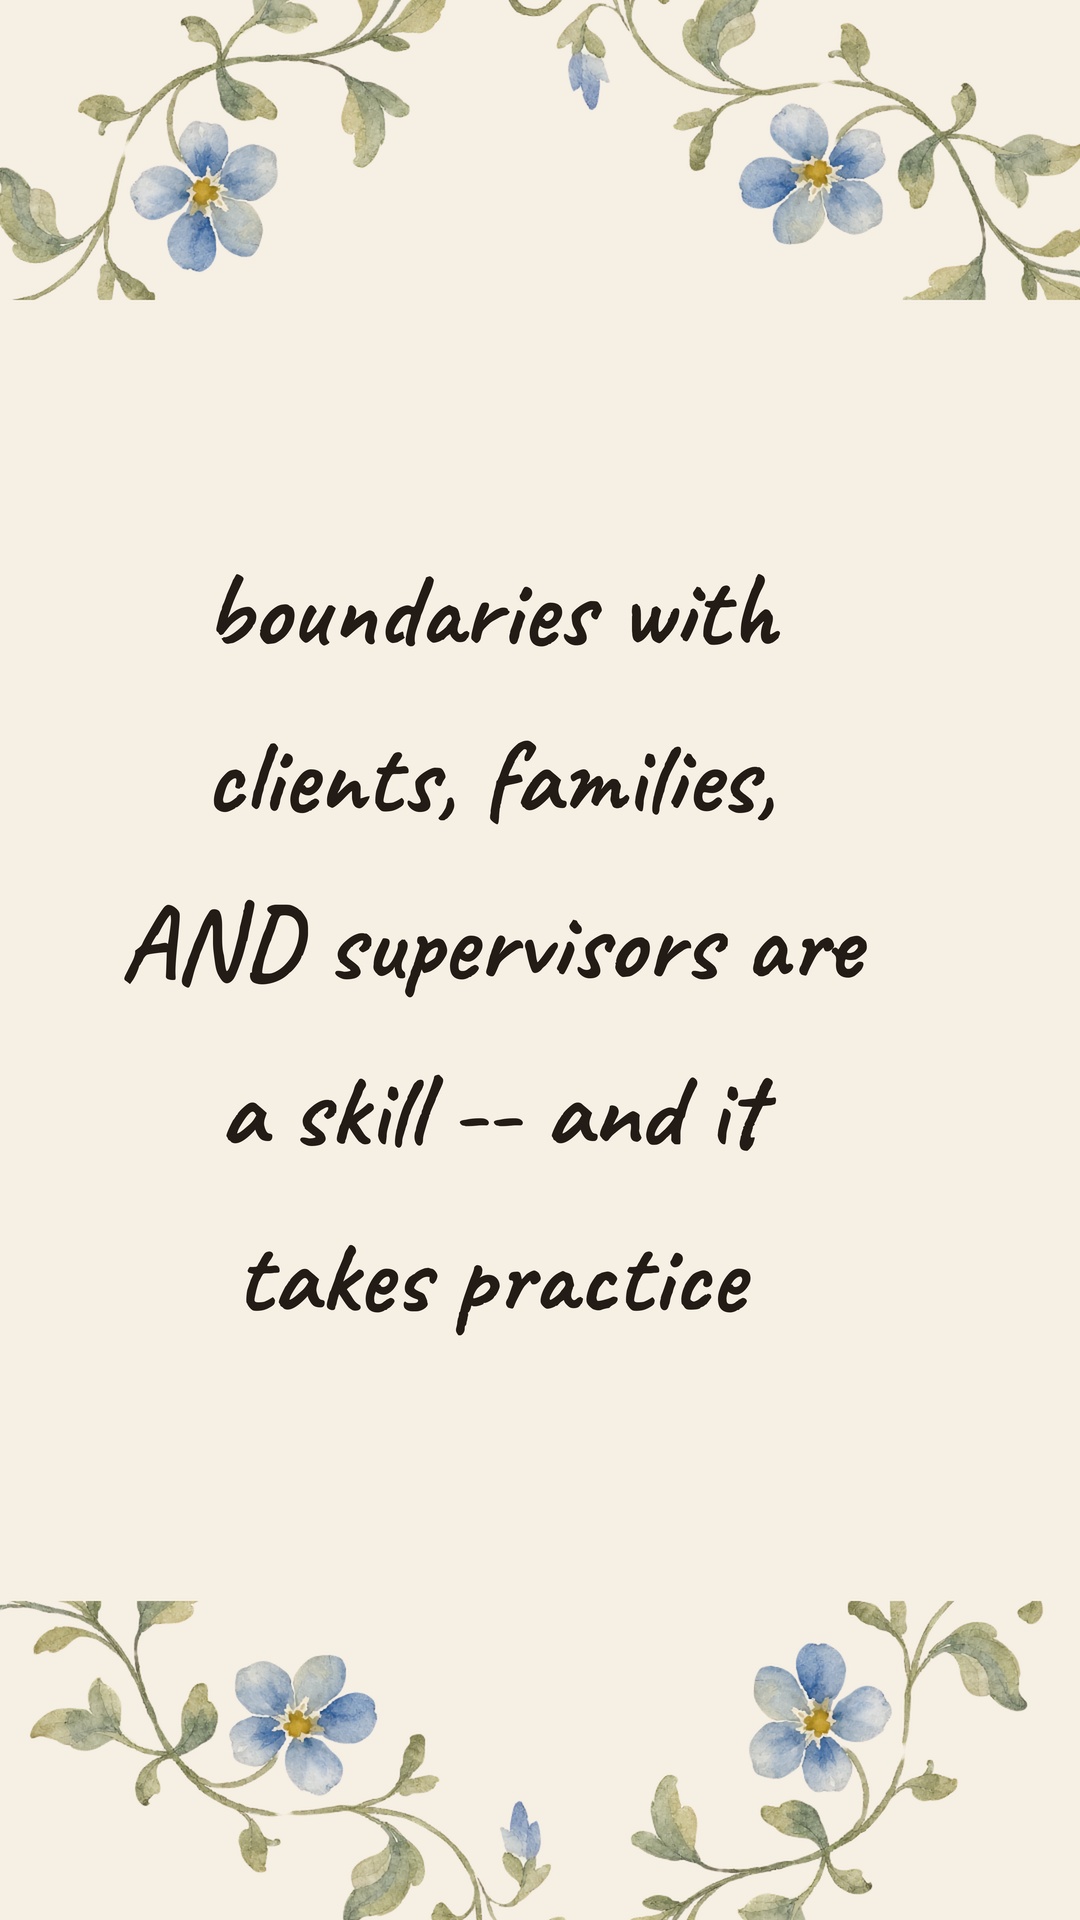 boundaries with
clients, families,
AND supervisors are
a skill -- and it
takes practice